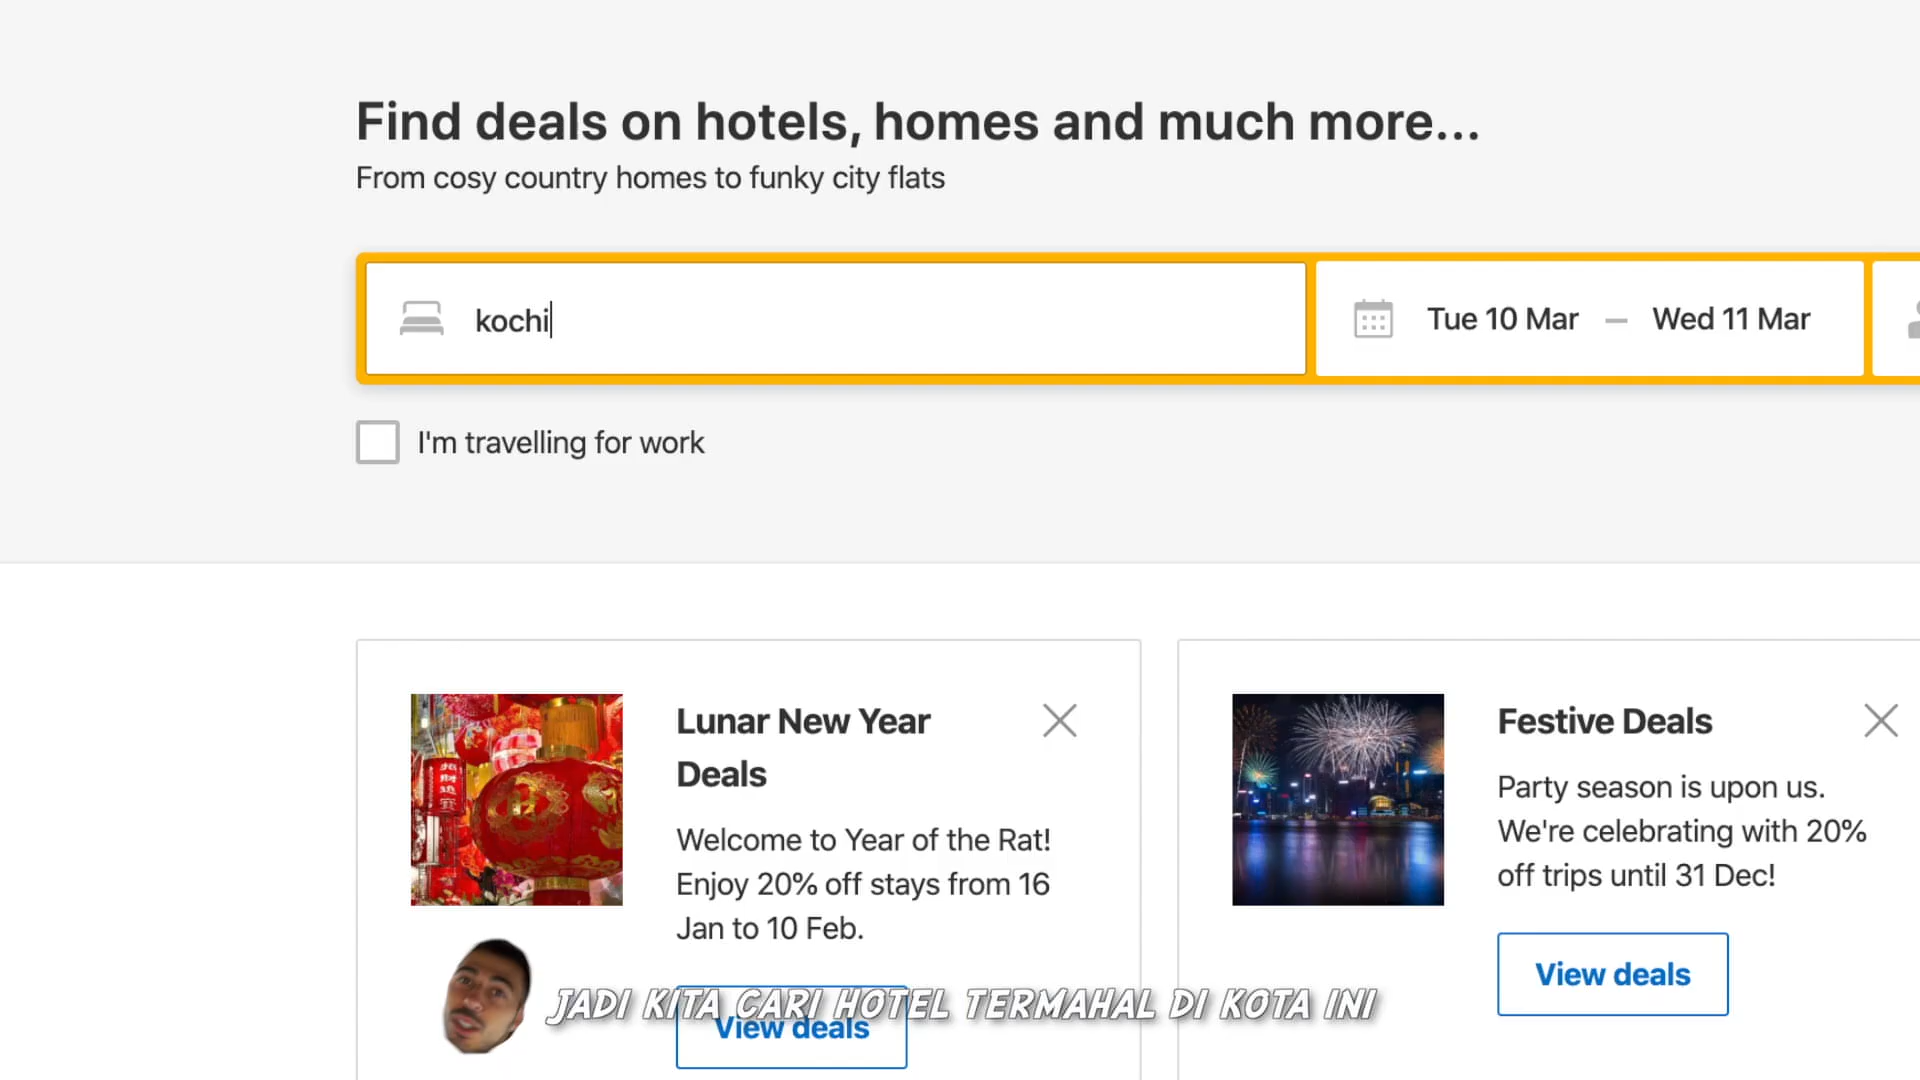 Find deals on hotels, homes and much more...
From cosy country homes to funky city flats
kochi
Tue 10 Mar — Wed 11 Mar
I'm travelling for work
Lunar New Year
Deals
Welcome to Year of the Rat!
Enjoy 20% off stays from 16
Jan to 10 Feb.
View deals
Festive Deals
Party season is upon us.
We're celebrating with 20%
off trips until 31 Dec!
View deals
JADI KITA CARI HOTEL TERMAHAL DI KOTA INI